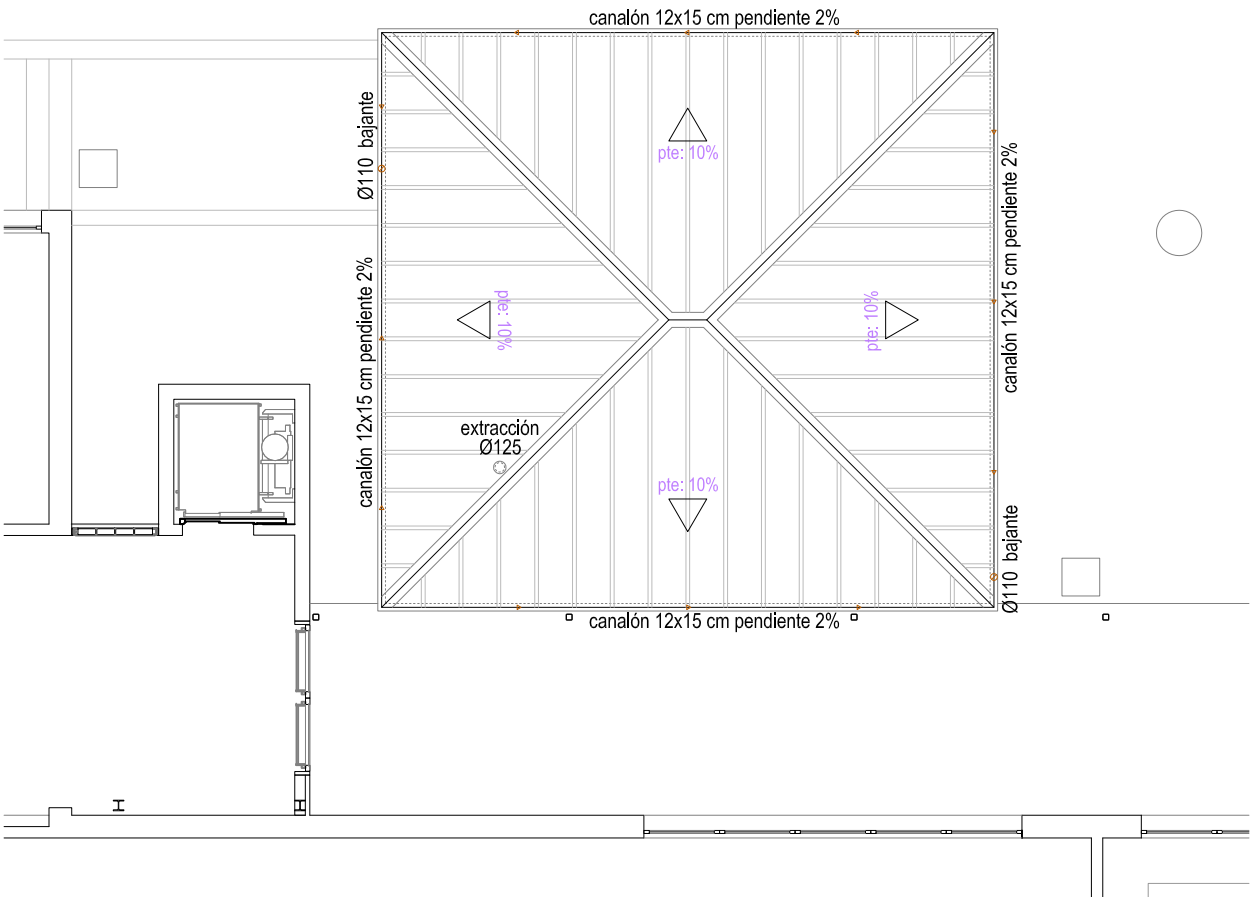 canalón 12x15 cm pendiente 2%
Ø110 bajante
pte: 10%
canalón 12x15 cm pendiente 2%
canalón 12x15 cm pendiente 2%
pte: 10%
pte: 10%
extracción
Ø125
pte: 10%
Ø110 bajante
canalón 12x15 cm pendiente 2%